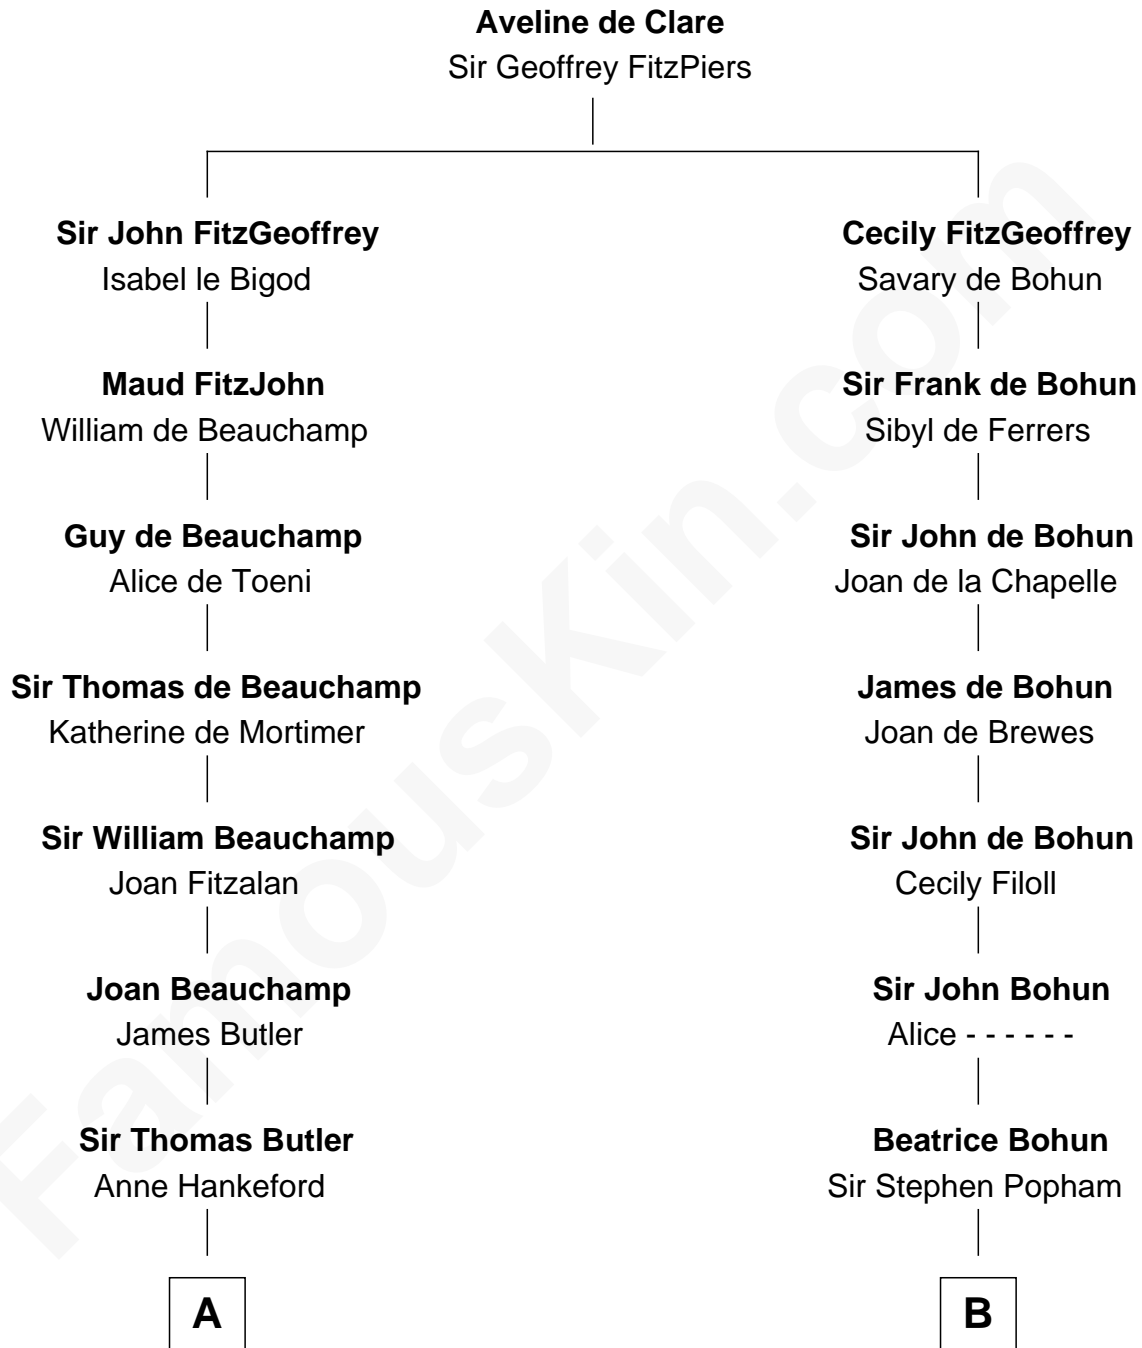 Aveline de Clare
Sir Geoffrey FitzPiers
Sir John FitzGeoffrey
Isabel le Bigod
Cecily FitzGeoffrey
Savary de Bohun
Maud FitzJohn
William de Beauchamp
Sir Frank de Bohun
Sibyl de Ferrers
Guy de Beauchamp
Alice de Toeni
Sir John de Bohun
Joan de la Chapelle
Sir Thomas de Beauchamp
Katherine de Mortimer
James de Bohun
Joan de Brewes
Sir William Beauchamp
Joan Fitzalan
Sir John de Bohun
Cecily Filoll
Joan Beauchamp
James Butler
Sir John Bohun
Alice - - - - - -
Sir Thomas Butler
Anne Hankeford
Beatrice Bohun
Sir Stephen Popham
A
B
FamousKin.com